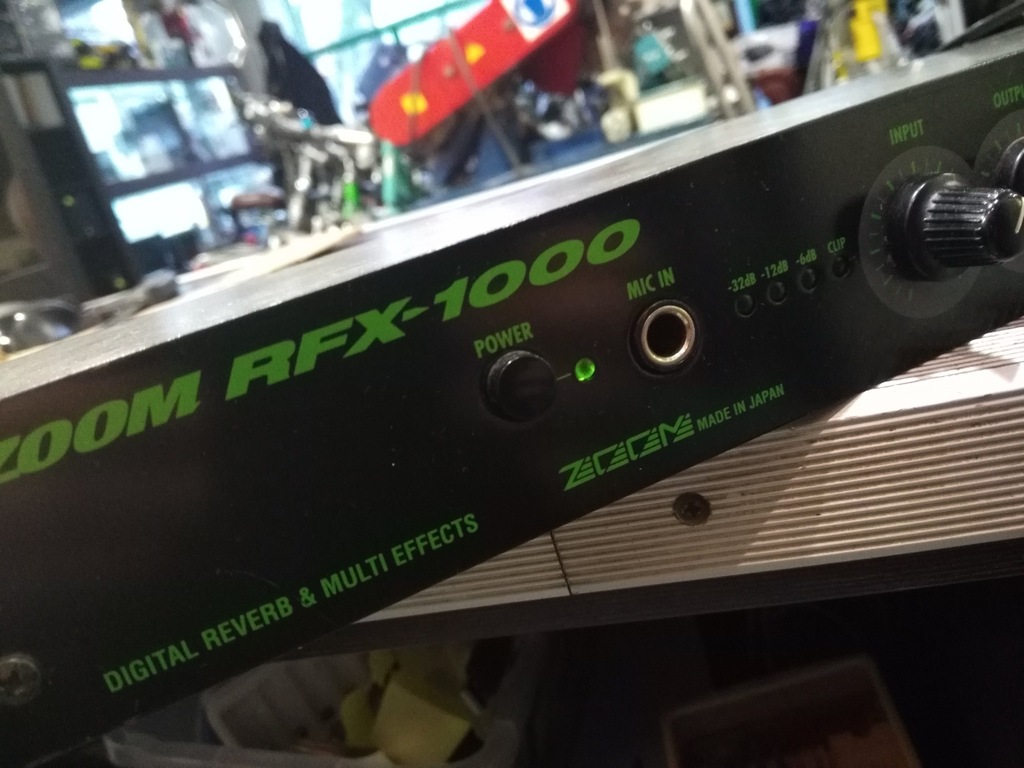 ZOOM RFX-1000
POWER
MIC IN
-32dB -12dB -6dB CLIP
INPUT
OUTPU
ZOOM MADE IN JAPAN
DIGITAL REVERB & MULTI EFFECTS